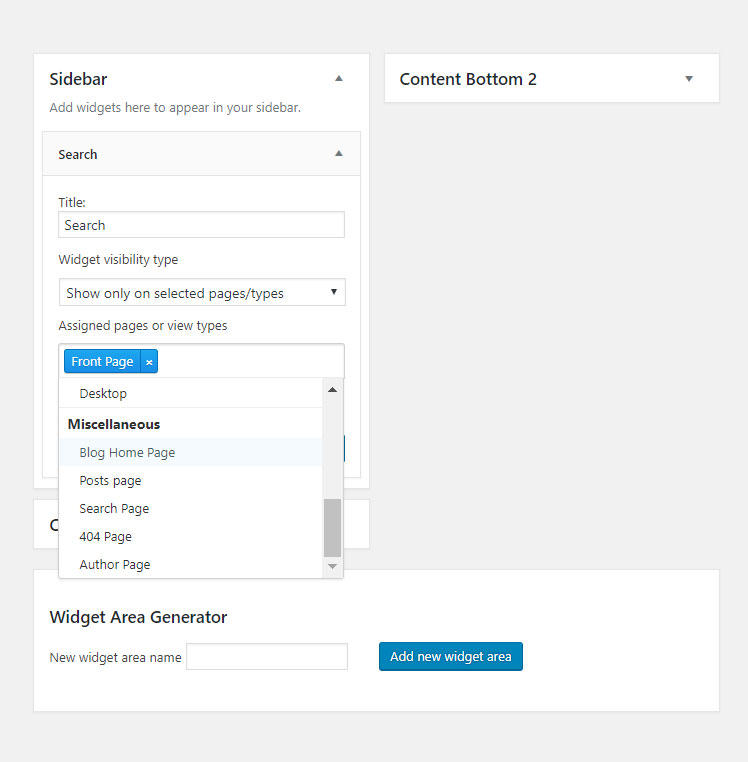 Sidebar
Add widgets here to appear in your sidebar.
Search
Title:
Search
Widget visibility type
Show only on selected pages/types
Assigned pages or view types
Front Page ×
Desktop
Miscellaneous
Blog Home Page
Posts page
Search Page
404 Page
Author Page
Content Bottom 2
Widget Area Generator
New widget area name
Add new widget area